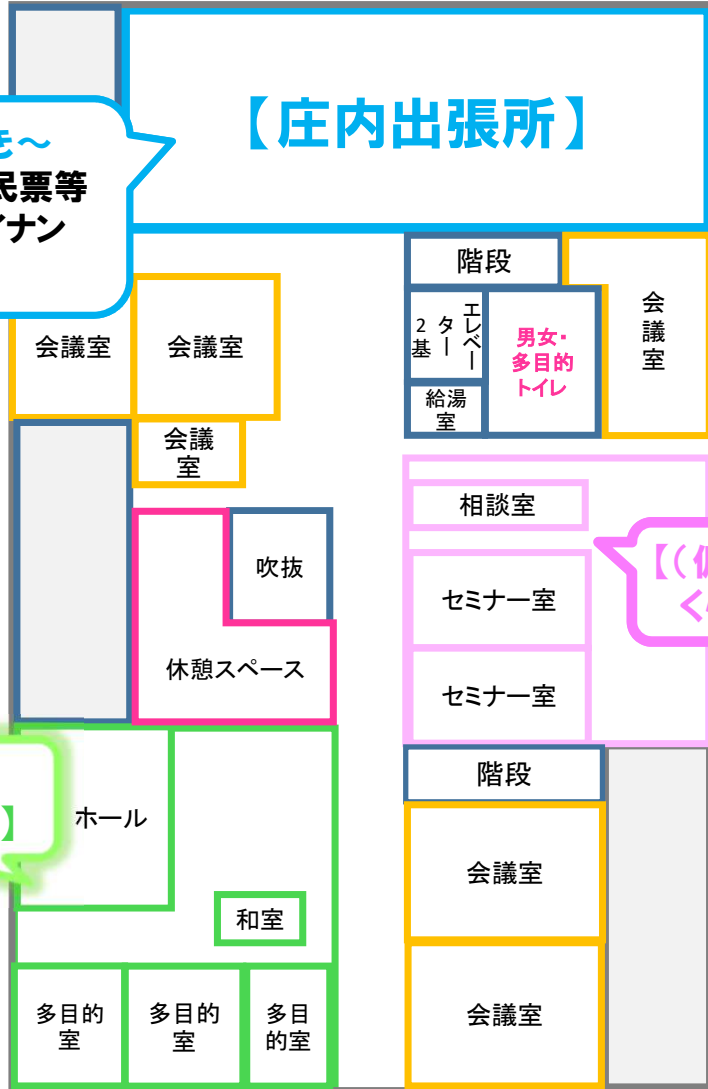 【庄内出張所】
き～
民票等
イナン
階段
エレベー
ター
2基
男女・
多目的
トイレ
給湯
室
会議室
会議室
会議室
会議
室
相談室
【（仮
吹抜
セミナー室
休憩スペース
セミナー室
】
ホール
階段
会議室
和室
多目的
室
多目的
室
多目
的室
会議室